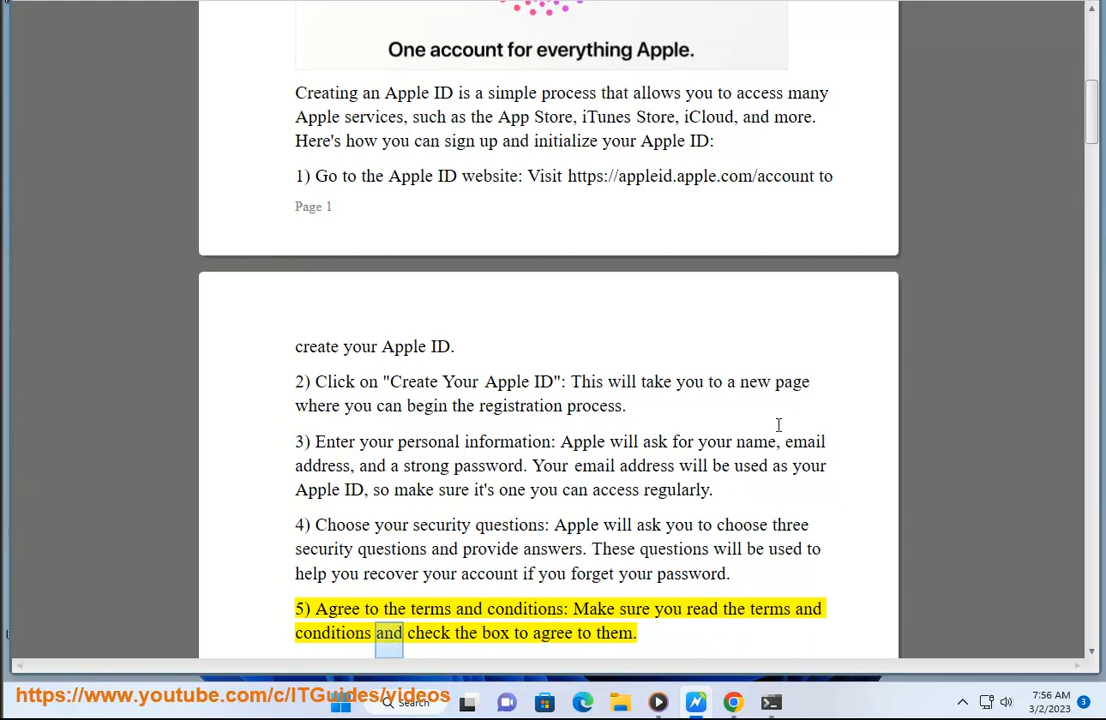 One account for everything Apple.
Creating an Apple ID is a simple process that allows you to access many
Apple services, such as the App Store, iTunes Store, iCloud, and more.
Here's how you can sign up and initialize your Apple ID:
1) Go to the Apple ID website: Visit https://appleid.apple.com/account to
Page 1
create your Apple ID.
2) Click on "Create Your Apple ID": This will take you to a new page
where you can begin the registration process.
3) Enter your personal information: Apple will ask for your name, email
address, and a strong password. Your email address will be used as your
Apple ID, so make sure it's one you can access regularly.
4) Choose your security questions: Apple will ask you to choose three
security questions and provide answers. These questions will be used to
help you recover your account if you forget your password.
5) Agree to the terms and conditions: Make sure you read the terms and
conditions and check the box to agree to them.
https://www.youtube.com/c/ITGuides/videos
Search
7:56 AM
3/2/2023
3